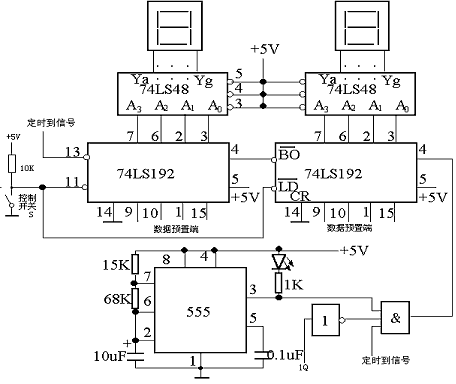 +5V
Ya . . . Yg
74LS48
A3 A2 A1 A0
5
4
3
Ya . . . Yg
74LS48
A3 A2 A1 A0
7 6 2 3
7 6 2 3
定时到信号
+5V
10K
控制
开关
S
13
11
74LS192
4
5
+5V
14 9 10 1 15
数据预置端
BO
LD
CR
74LS192
4
5
+5V
14 9 10 1 15
数据预置端
+5V
15K
68K
10uF
+
8 4
7
6
2
555
3
5
1
1K
0.1uF
1
1Q
&
定时到信号